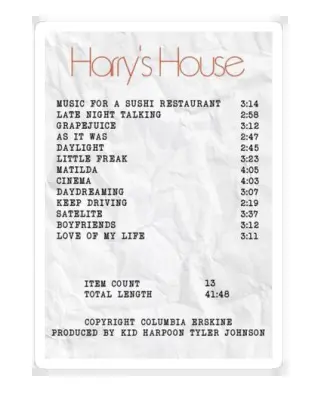 Harry's House
MUSIC FOR A SUSHI RESTAURANT 3:14
LATE NIGHT TALKING 2:58
GRAPEJUICE 3:12
AS IT WAS 2:47
DAYLIGHT 2:45
LITTLE FREAK 3:23
MATILDA 4:05
CINEMA 4:03
DAYDREAMING 3:07
KEEP DRIVING 2:19
SATELITE 3:37
BOYFRIENDS 3:12
LOVE OF MY LIFE 3:11
ITEM COUNT 13
TOTAL LENGTH 41:48
COPYRIGHT COLUMBIA ERSKINE
PRODUCED BY KID HARPOON TYLER JOHNSON